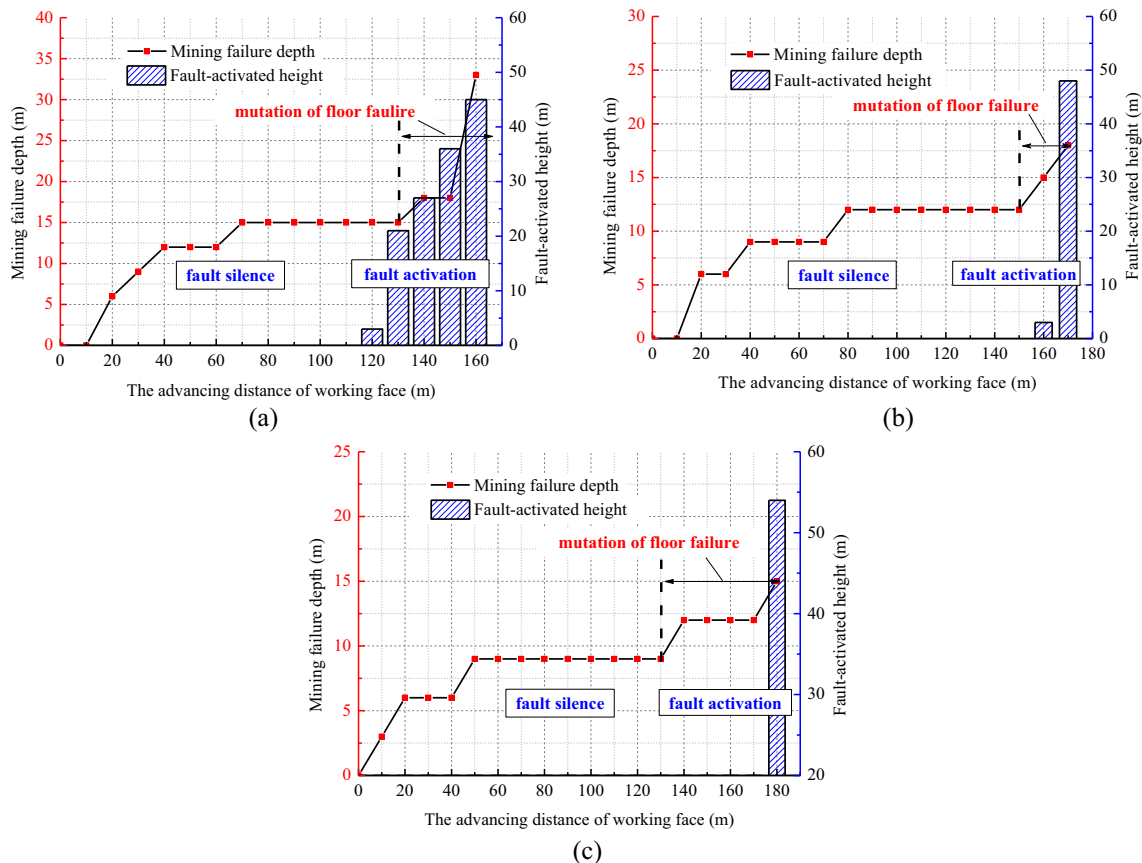 40
35
30
25
20
15
10
5
0
Mining failure depth (m)
Mining failure depth
Fault-activated height
mutation of floor faulire
fault silence
fault activation
60
50
40
30
20
10
0
Fault-activated height (m)
20 40 60 80 100 120 140 160
The advancing distance of working face (m)
(a)
30
25
20
15
10
5
0
Mining failure depth (m)
Mining failure depth
Fault-activated height
mutation of floor failure
fault silence
fault activation
60
50
40
30
20
10
0
Fault-activated height (m)
0 20 40 60 80 100 120 140 160 180
The advancing distance of working face (m)
(b)
25
20
15
10
5
0
Mining failure depth (m)
Mining failure depth
Fault-activated height
mutation of floor failure
fault silence
fault activation
60
50
40
30
20
Fault-activated height (m)
0 20 40 60 80 100 120 140 160 180
The advancing distance of working face (m)
(c)